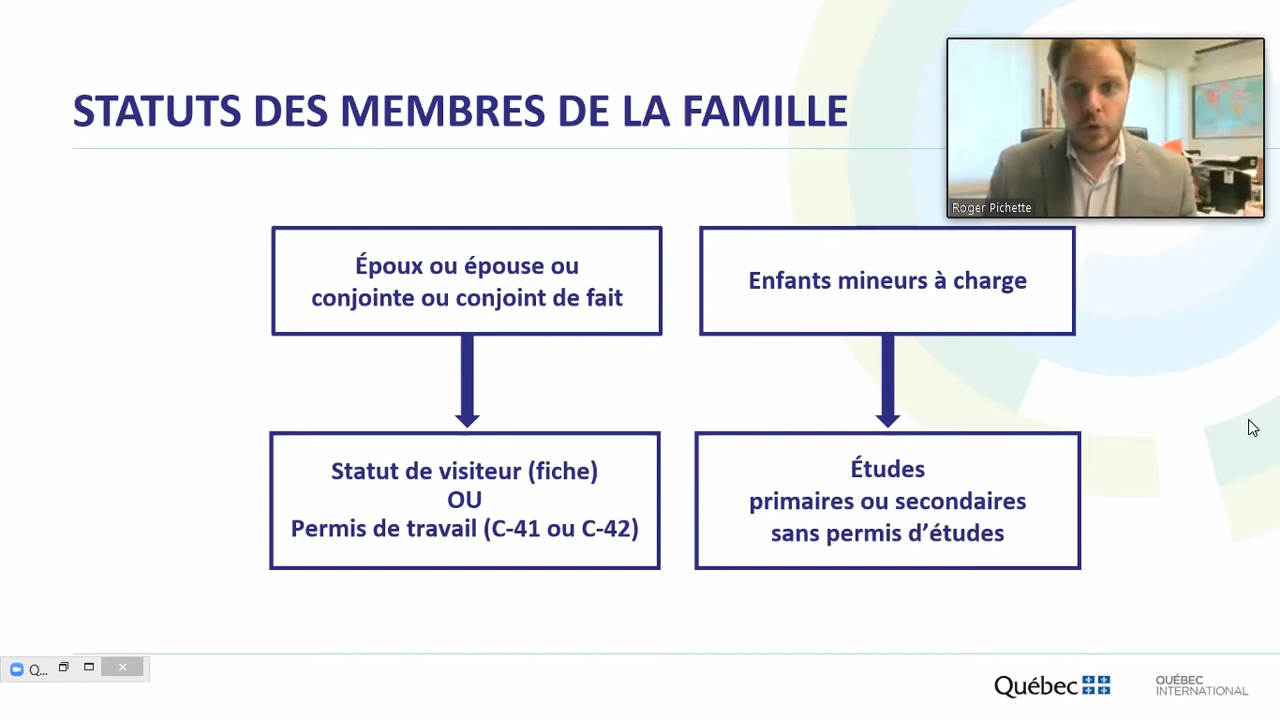 STATUTS DES MEMBRES DE LA FAMILLE
Roger Pichette
Époux ou épouse ou
conjointe ou conjoint de fait
Enfants mineurs à charge
Statut de visiteur (fiche)
OU
Permis de travail (C-41 ou C-42)
Études
primaires ou secondaires
sans permis d’études
Q...
Québec
QUÉBEC
INTERNATIONAL